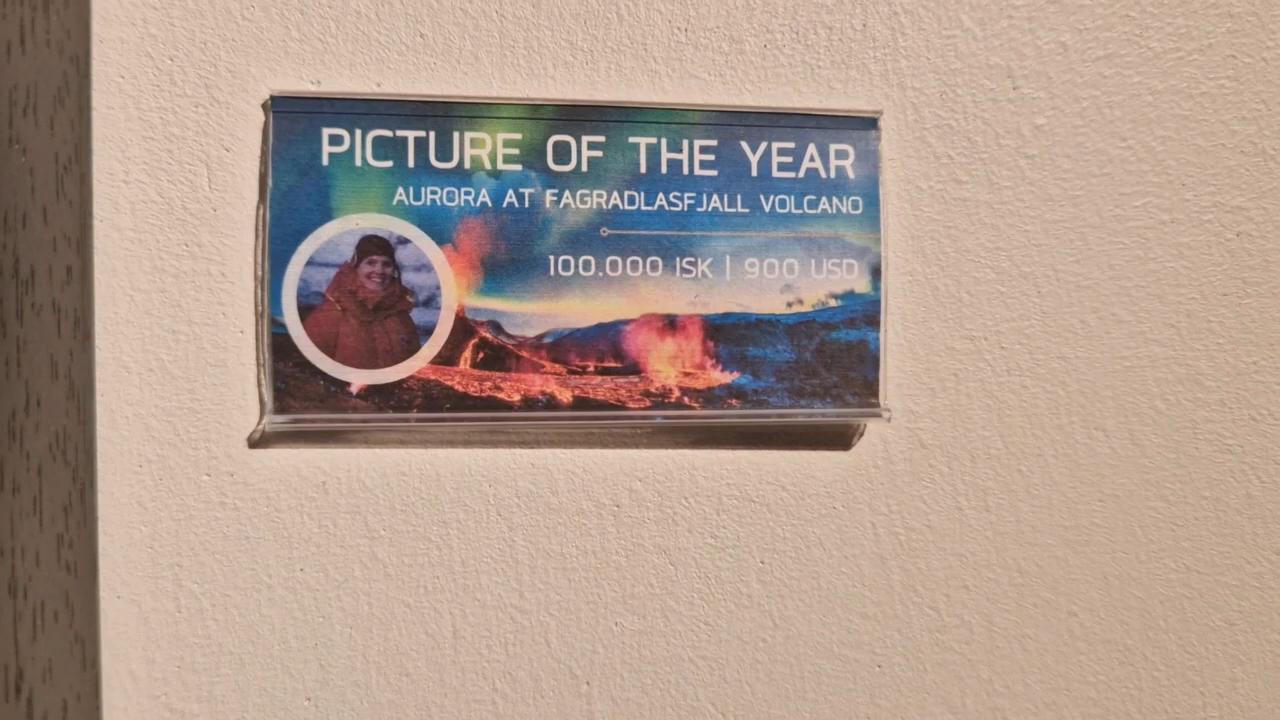 PICTURE OF THE YEAR
AURORA AT FAGRADLASFJALL VOLCANO
100.000 ISK | 900 USD